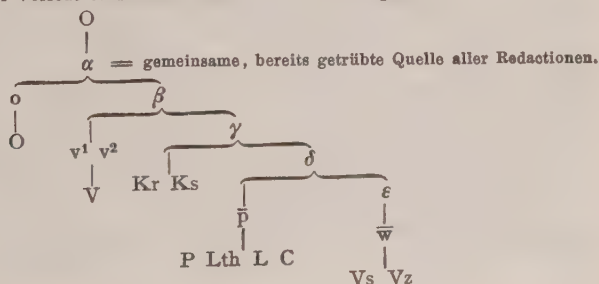 O
α = gemeinsame, bereits getrübte Quelle aller Redactionen.
o β
O v¹ v² γ
V Kr Ks δ
p̄ ε
w̄
P Lth L C
Vs Vz